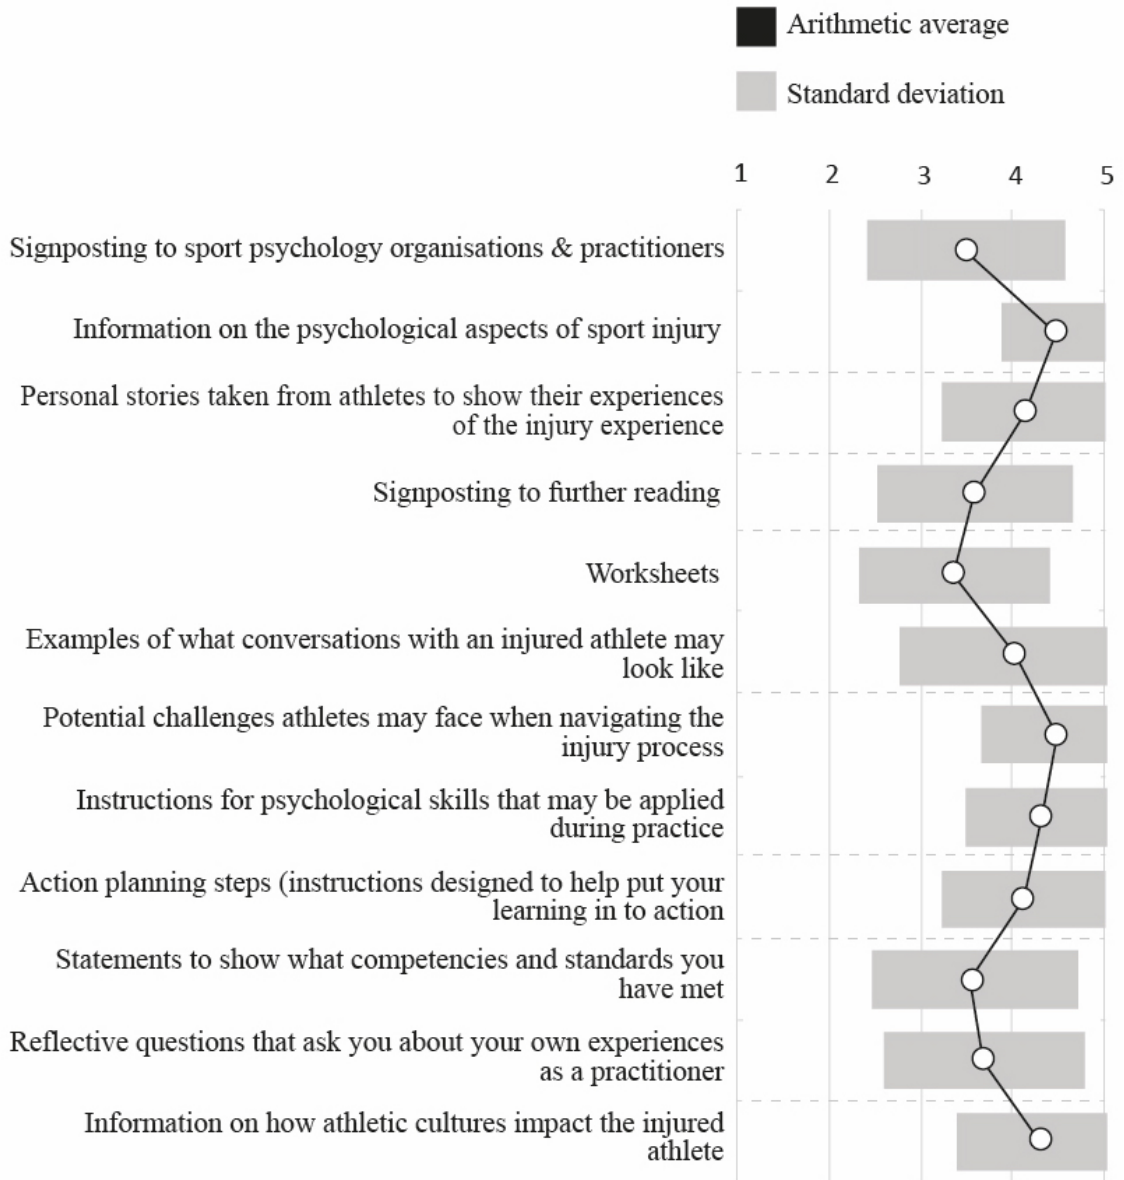 Arithmetic average
Standard deviation
1 2 3 4 5
Signposting to sport psychology organisations & practitioners
Information on the psychological aspects of sport injury
Personal stories taken from athletes to show their experiences
of the injury experience
Signposting to further reading
Worksheets
Examples of what conversations with an injured athlete may
look like
Potential challenges athletes may face when navigating the
injury process
Instructions for psychological skills that may be applied
during practice
Action planning steps (instructions designed to help put your
learning in to action
Statements to show what competencies and standards you
have met
Reflective questions that ask you about your own experiences
as a practitioner
Information on how athletic cultures impact the injured
athlete